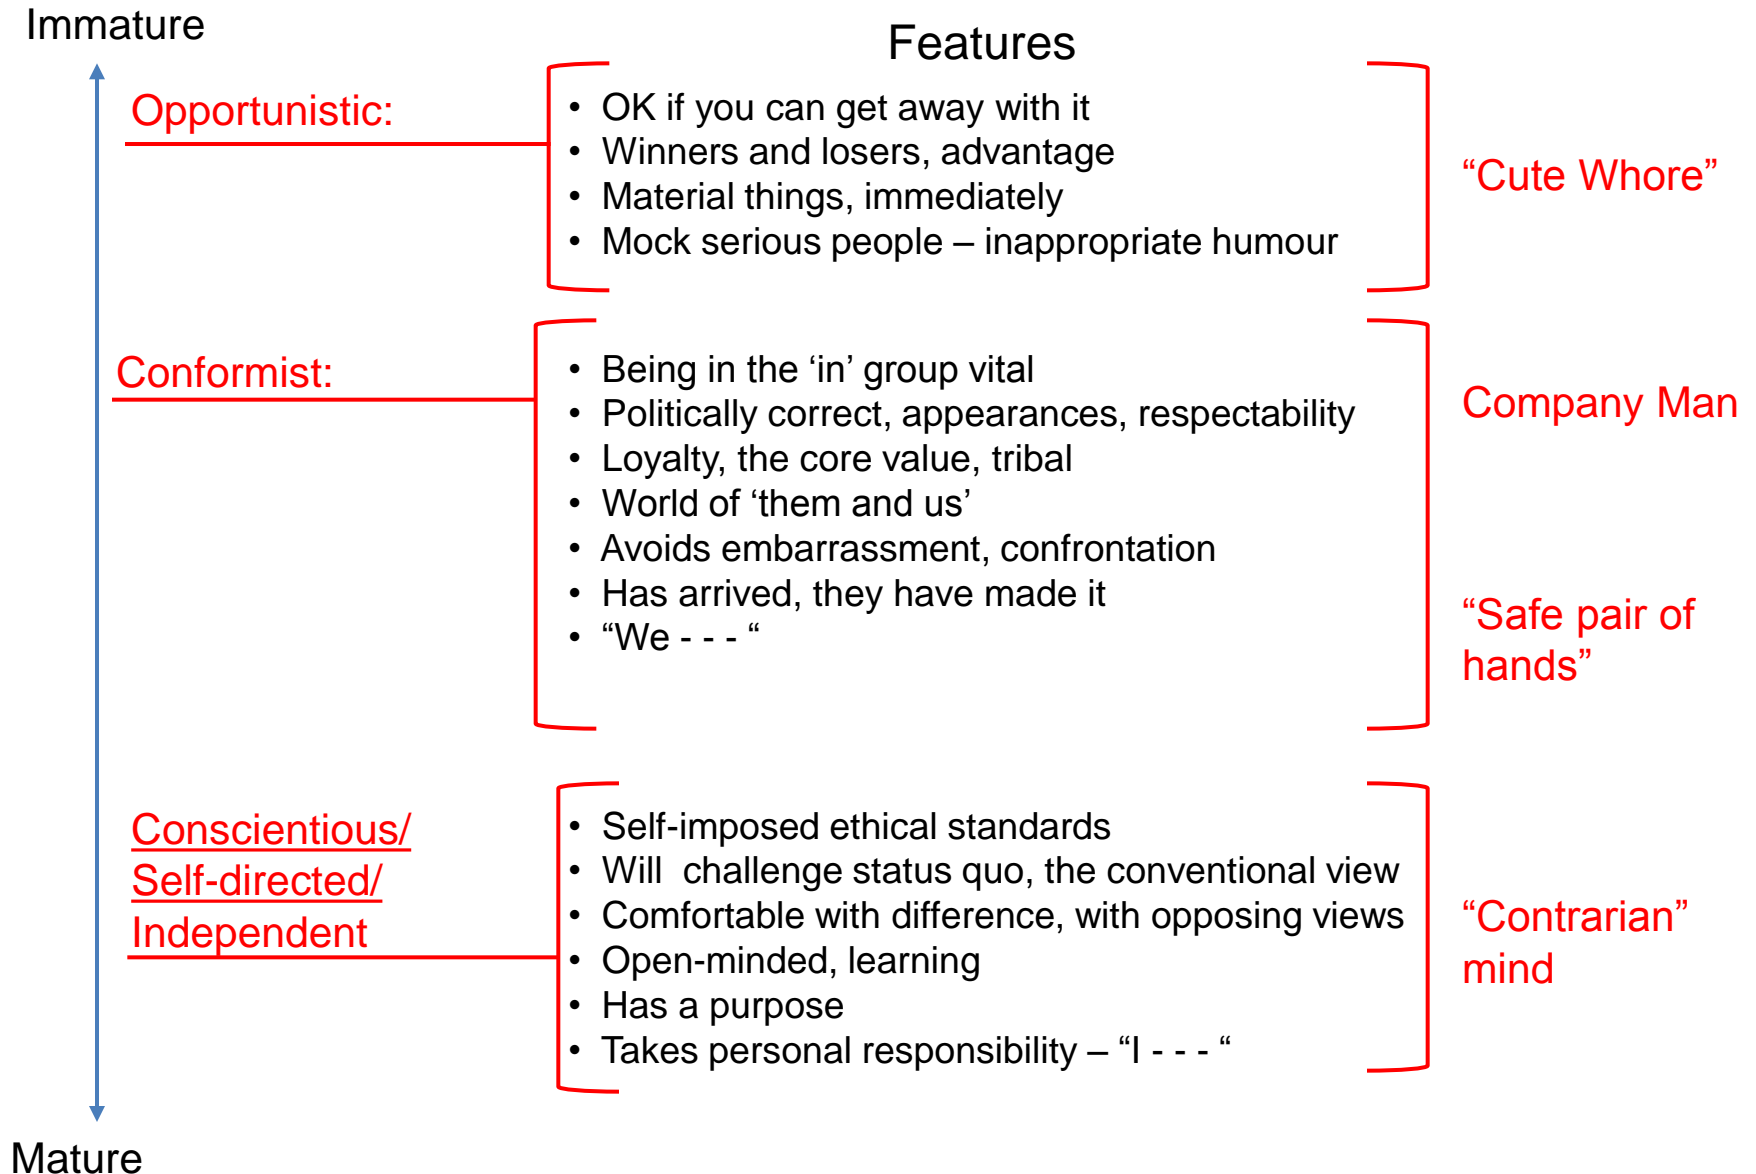 Immature
Features
Opportunistic:
• OK if you can get away with it
• Winners and losers, advantage
• Material things, immediately
• Mock serious people – inappropriate humour
“Cute Whore”
Conformist:
• Being in the ‘in’ group vital
• Politically correct, appearances, respectability
• Loyalty, the core value, tribal
• World of ‘them and us’
• Avoids embarrassment, confrontation
• Has arrived, they have made it
• “We - - - “
Company Man
“Safe pair of
hands”
Conscientious/
Self-directed/
Independent
• Self-imposed ethical standards
• Will  challenge status quo, the conventional view
• Comfortable with difference, with opposing views
• Open-minded, learning
• Has a purpose
• Takes personal responsibility – “I - - - “
“Contrarian”
mind
Mature